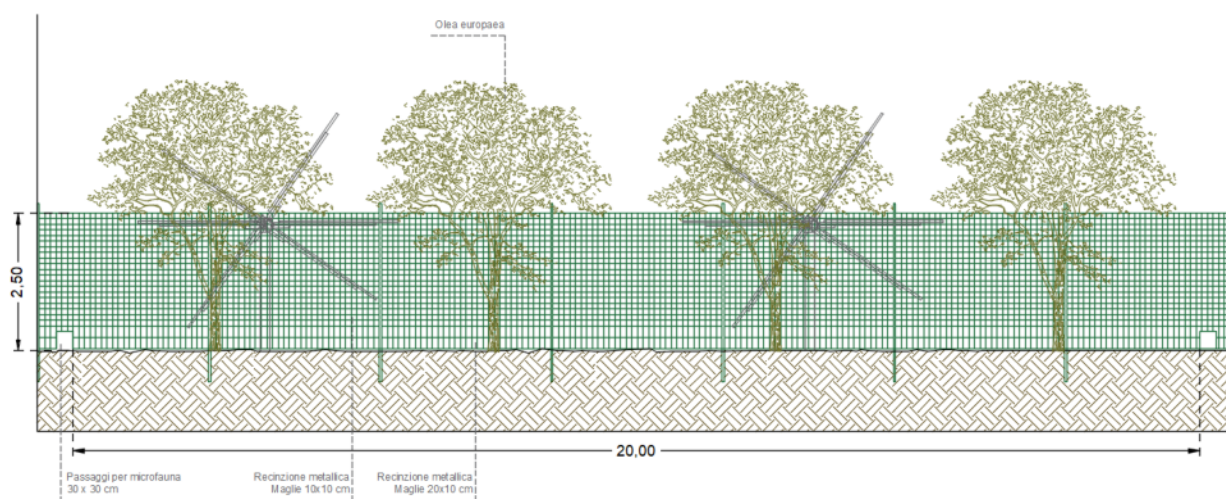 Olea europaea
2,50
20,00
Passaggi per microfauna
30 x 30 cm
Recinzione metallica
Maglie 10x10 cm
Recinzione metallica
Maglie 20x10 cm